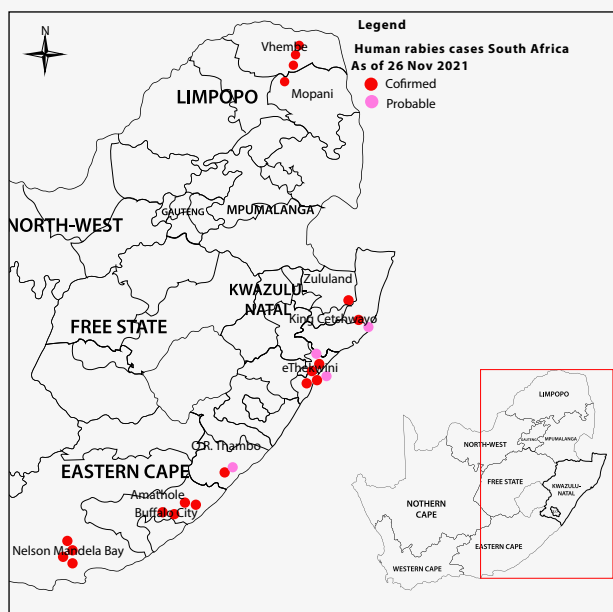 N
Legend
Human rabies cases South Africa
As of 26 Nov 2021
Cofirmed
Probable
Vhembe
Mopani
LIMPOPO
GAUTENG
MPUMALANGA
NORTH-WEST
Zululand
KWAZULU-
NATAL
King Cetshwayo
FREE STATE
eThekwini
O.R. Thambo
EASTERN CAPE
Amathole
Buffalo City
Nelson Mandela Bay
LIMPOPO
GAUTENG
MPUMALANGA
NORTH-WEST
FREE STATE
KWAZULU-
NATAL
NOTHERN
CAPE
EASTERN CAPE
WESTERN CAPE